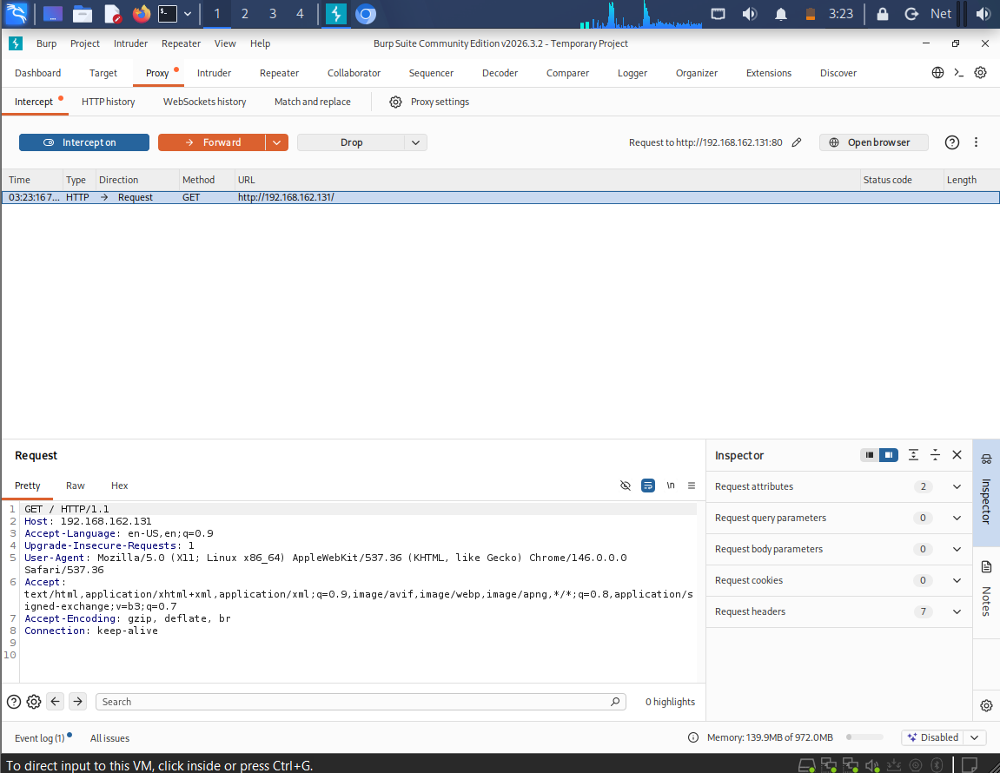 1 2 3 4 3:23 Net
Burp Project Intruder Repeater View Help Burp Suite Community Edition v2026.3.2 - Temporary Project
Dashboard Target Proxy Intruder Repeater Collaborator Sequencer Decoder Comparer Logger Organizer Extensions Discover
Intercept HTTP history WebSockets history Match and replace Proxy settings
Intercept on Forward Drop Request to http://192.168.162.131:80 Open browser
Time Type Direction Method URL Status code Length
03:23:16 7... HTTP Request GET http://192.168.162.131/
Request
Pretty Raw Hex \n
1 GET / HTTP/1.1
2 Host: 192.168.162.131
3 Accept-Language: en-US,en;q=0.9
4 Upgrade-Insecure-Requests: 1
5 User-Agent: Mozilla/5.0 (X11; Linux x86_64) AppleWebKit/537.36 (KHTML, like Gecko) Chrome/146.0.0.0
Safari/537.36
6 Accept:
text/html,application/xhtml+xml,application/xml;q=0.9,image/avif,image/webp,image/apng,*/*;q=0.8,application/s
igned-exchange;v=b3;q=0.7
7 Accept-Encoding: gzip, deflate, br
8 Connection: keep-alive
9
10
Search 0 highlights
Inspector
Request attributes 2
Request query parameters 0
Request body parameters 0
Request cookies 0
Request headers 7
Inspector
Notes
Event log (1) All issues Memory: 139.9MB of 972.0MB Disabled
To direct input to this VM, click inside or press Ctrl+G.